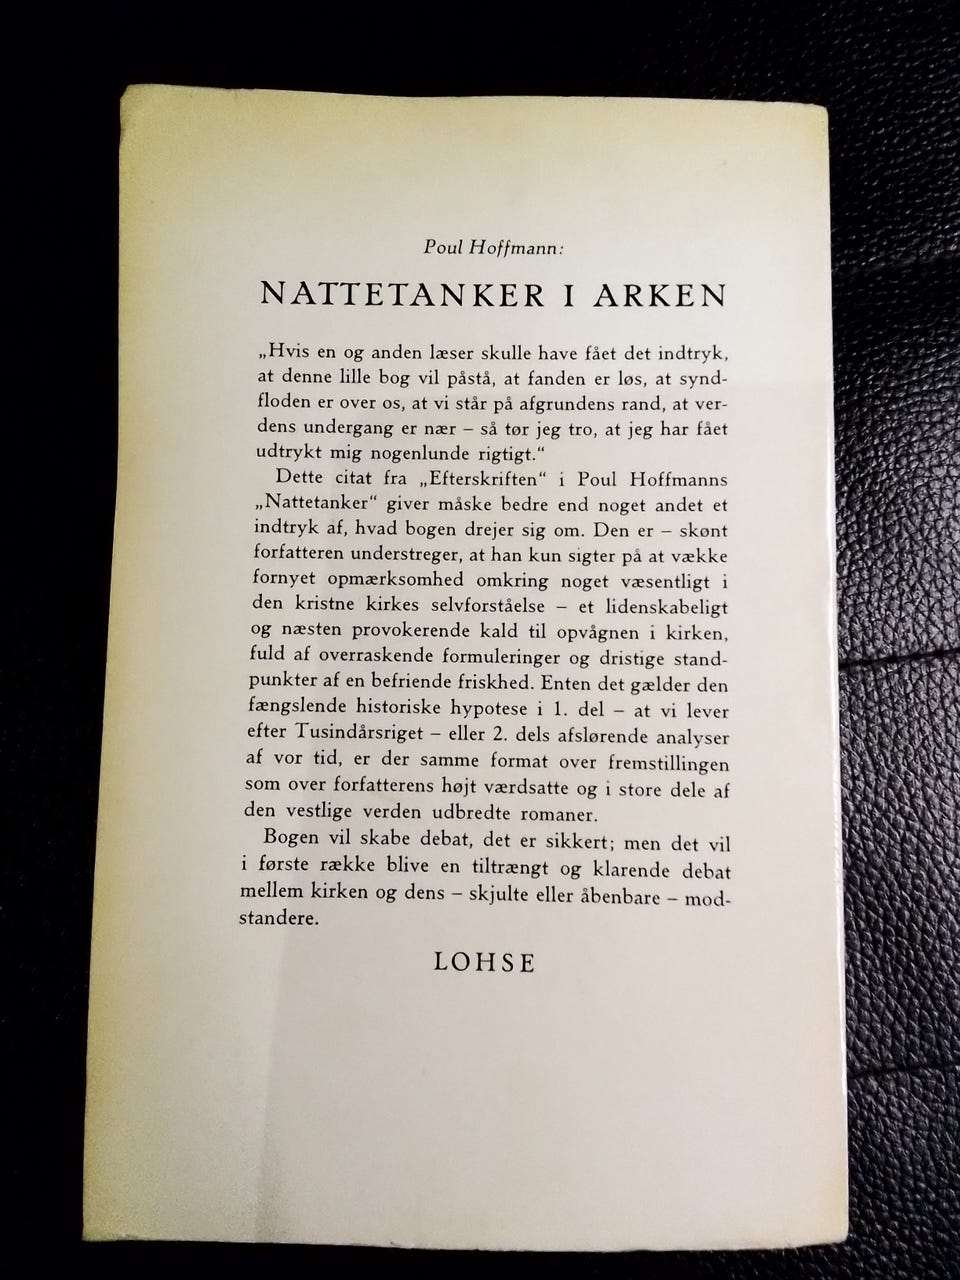 Poul Hoffmann:
NATTETANKER I ARKEN
„Hvis en og anden læser skulle have fået det indtryk,
at denne lille bog vil påstå, at fanden er løs, at synd-
floden er over os, at vi står på afgrundens rand, at ver-
dens undergang er nær – så tør jeg tro, at jeg har fået
udtrykt mig nogenlunde rigtigt.“
Dette citat fra „Efterskriften“ i Poul Hoffmanns
„Nattetanker“ giver måske bedre end noget andet et
indtryk af, hvad bogen drejer sig om. Den er – skønt
forfatteren understreger, at han kun sigter på at vække
fornyet opmærksomhed omkring noget væsentligt i
den kristne kirkes selvforståelse – et lidenskabeligt
og næsten provokerende kald til opvågnen i kirken,
fuld af overraskende formuleringer og dristige stand-
punkter af en befriende friskhed. Enten det gælder den
fængslende historiske hypotese i 1. del – at vi lever
efter Tusindårsriget – eller 2. dels afslørende analyser
af vor tid, er der samme format over fremstillingen
som over forfatterens højt værdsatte og i store dele af
den vestlige verden udbredte romaner.
Bogen vil skabe debat, det er sikkert; men det vil
i første række blive en tiltrængt og klarende debat
mellem kirken og dens – skjulte eller åbenbare – mod-
standere.
LOHSE